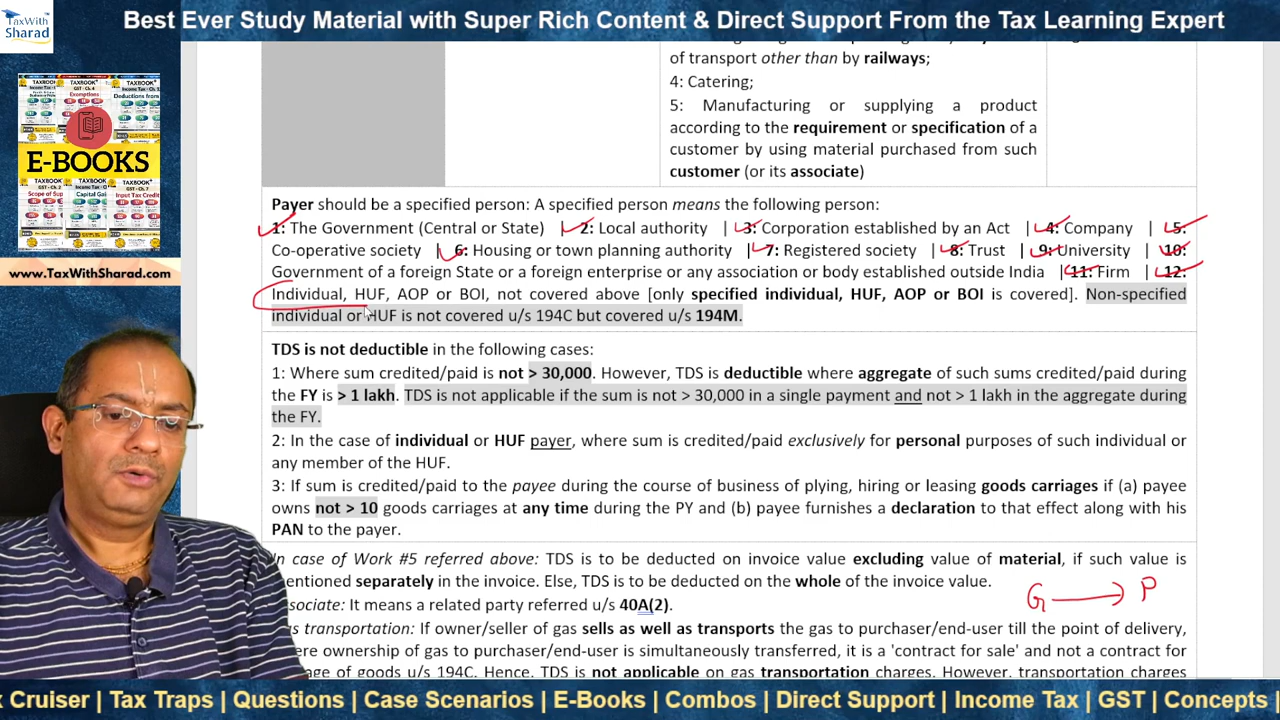 Best Ever Study Material with Super Rich Content & Direct Support From the Tax Learning Expert
TaxWith
Sharad
E-BOOKS
www.TaxWithSharad.com
of transport other than by railways;
4: Catering;
5: Manufacturing or supplying a product
according to the requirement or specification of a
customer by using material purchased from such
customer (or its associate)
Payer should be a specified person: A specified person means the following person:
1: The Government (Central or State) | 2: Local authority | 3: Corporation established by an Act | 4: Company | 5:
Co-operative society | 6: Housing or town planning authority | 7: Registered society | 8: Trust | 9: University | 10:
Government of a foreign State or a foreign enterprise or any association or body established outside India | 11: Firm | 12:
Individual, HUF, AOP or BOI, not covered above [only specified individual, HUF, AOP or BOI is covered]. Non-specified
individual or HUF is not covered u/s 194C but covered u/s 194M.
TDS is not deductible in the following cases:
1: Where sum credited/paid is not > 30,000. However, TDS is deductible where aggregate of such sums credited/paid during
the FY is > 1 lakh. TDS is not applicable if the sum is not > 30,000 in a single payment and not > 1 lakh in the aggregate during
the FY.
2: In the case of individual or HUF payer, where sum is credited/paid exclusively for personal purposes of such individual or
any member of the HUF.
3: If sum is credited/paid to the payee during the course of business of plying, hiring or leasing goods carriages if (a) payee
owns not > 10 goods carriages at any time during the PY and (b) payee furnishes a declaration to that effect along with his
PAN to the payer.
In case of Work #5 referred above: TDS is to be deducted on invoice value excluding value of material, if such value is
mentioned separately in the invoice. Else, TDS is to be deducted on the whole of the invoice value.
G P
sociate: It means a related party referred u/s 40A(2).
s transportation: If owner/seller of gas sells as well as transports the gas to purchaser/end-user till the point of delivery,
ere ownership of gas to purchaser/end-user is simultaneously transferred, it is a 'contract for sale' and not a contract for
age of goods u/s 194C. Hence, TDS is not applicable on gas transportation charges. However, transportation charges
x Cruiser | Tax Traps | Questions | Case Scenarios | E-Books | Combos | Direct Support | Income Tax | GST | Concepts |